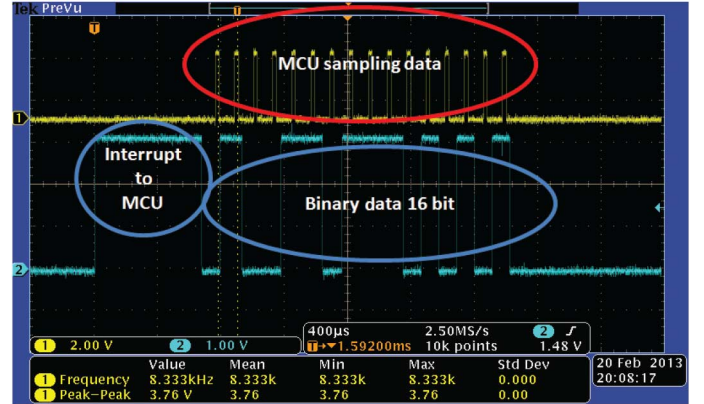 Tek PreVu
T
MCU sampling data
1
Interrupt
to
MCU
Binary data 16 bit
2
1 2.00 V 2 1.00 V
400µs 2.50MS/s 2
T→▼1.59200ms 10k points 1.48 V
Value Mean Min Max Std Dev
1 Frequency 8.333kHz 8.333k 8.333k 8.333k 0.000
1 Peak-Peak 3.76 V 3.76 3.76 3.76 0.00
20 Feb 2013
20:08:17